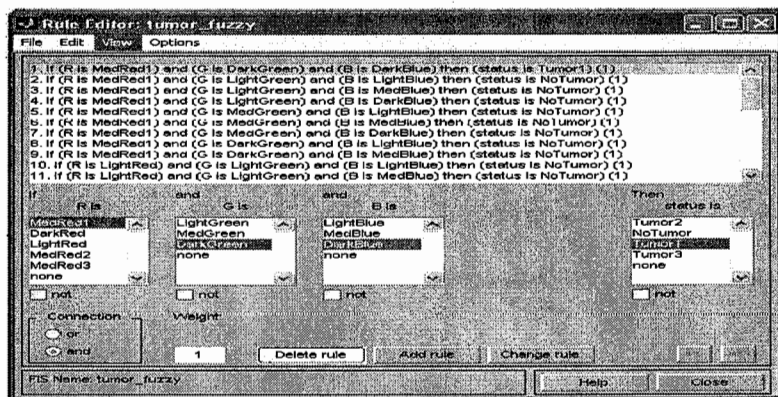 Rule Editor: tumor_fuzzy
File Edit View Options
1. If (R is MedRed1) and (G is DarkGreen) and (B is DarkBlue) then (status is Tumor1) (1)
2. If (R is MedRed1) and (G is LightGreen) and (B is LightBlue) then (status is NoTumor) (1)
3. If (R is MedRed1) and (G is LightGreen) and (B is MedBlue) then (status is NoTumor) (1)
4. If (R is MedRed1) and (G is LightGreen) and (B is DarkBlue) then (status is NoTumor) (1)
5. If (R is MedRed1) and (G is MedGreen) and (B is LightBlue) then (status is NoTumor) (1)
6. If (R is MedRed1) and (G is MedGreen) and (B is MedBlue) then (status is NoTumor) (1)
7. If (R is MedRed1) and (G is MedGreen) and (B is DarkBlue) then (status is NoTumor) (1)
8. If (R is MedRed1) and (G is DarkGreen) and (B is LightBlue) then (status is NoTumor) (1)
9. If (R is MedRed1) and (G is DarkGreen) and (B is MedBlue) then (status is NoTumor) (1)
10. If (R is LightRed) and (G is LightGreen) and (B is LightBlue) then (status is NoTumor) (1)
11. If (R is LightRed) and (G is LightGreen) and (B is MedBlue) then (status is NoTumor) (1)
If and and Then
R is G is B is status is
MedRed1 LightGreen LightBlue Tumor2
DarkRed MedGreen MedBlue NoTumor
LightRed DarkGreen DarkBlue Tumor1
MedRed2 none none Tumor3
MedRed3 none
none
not not not not
Connection Weight:
or
and 1 Delete rule Add rule Change rule
FIS Name: tumor_fuzzy Help Close